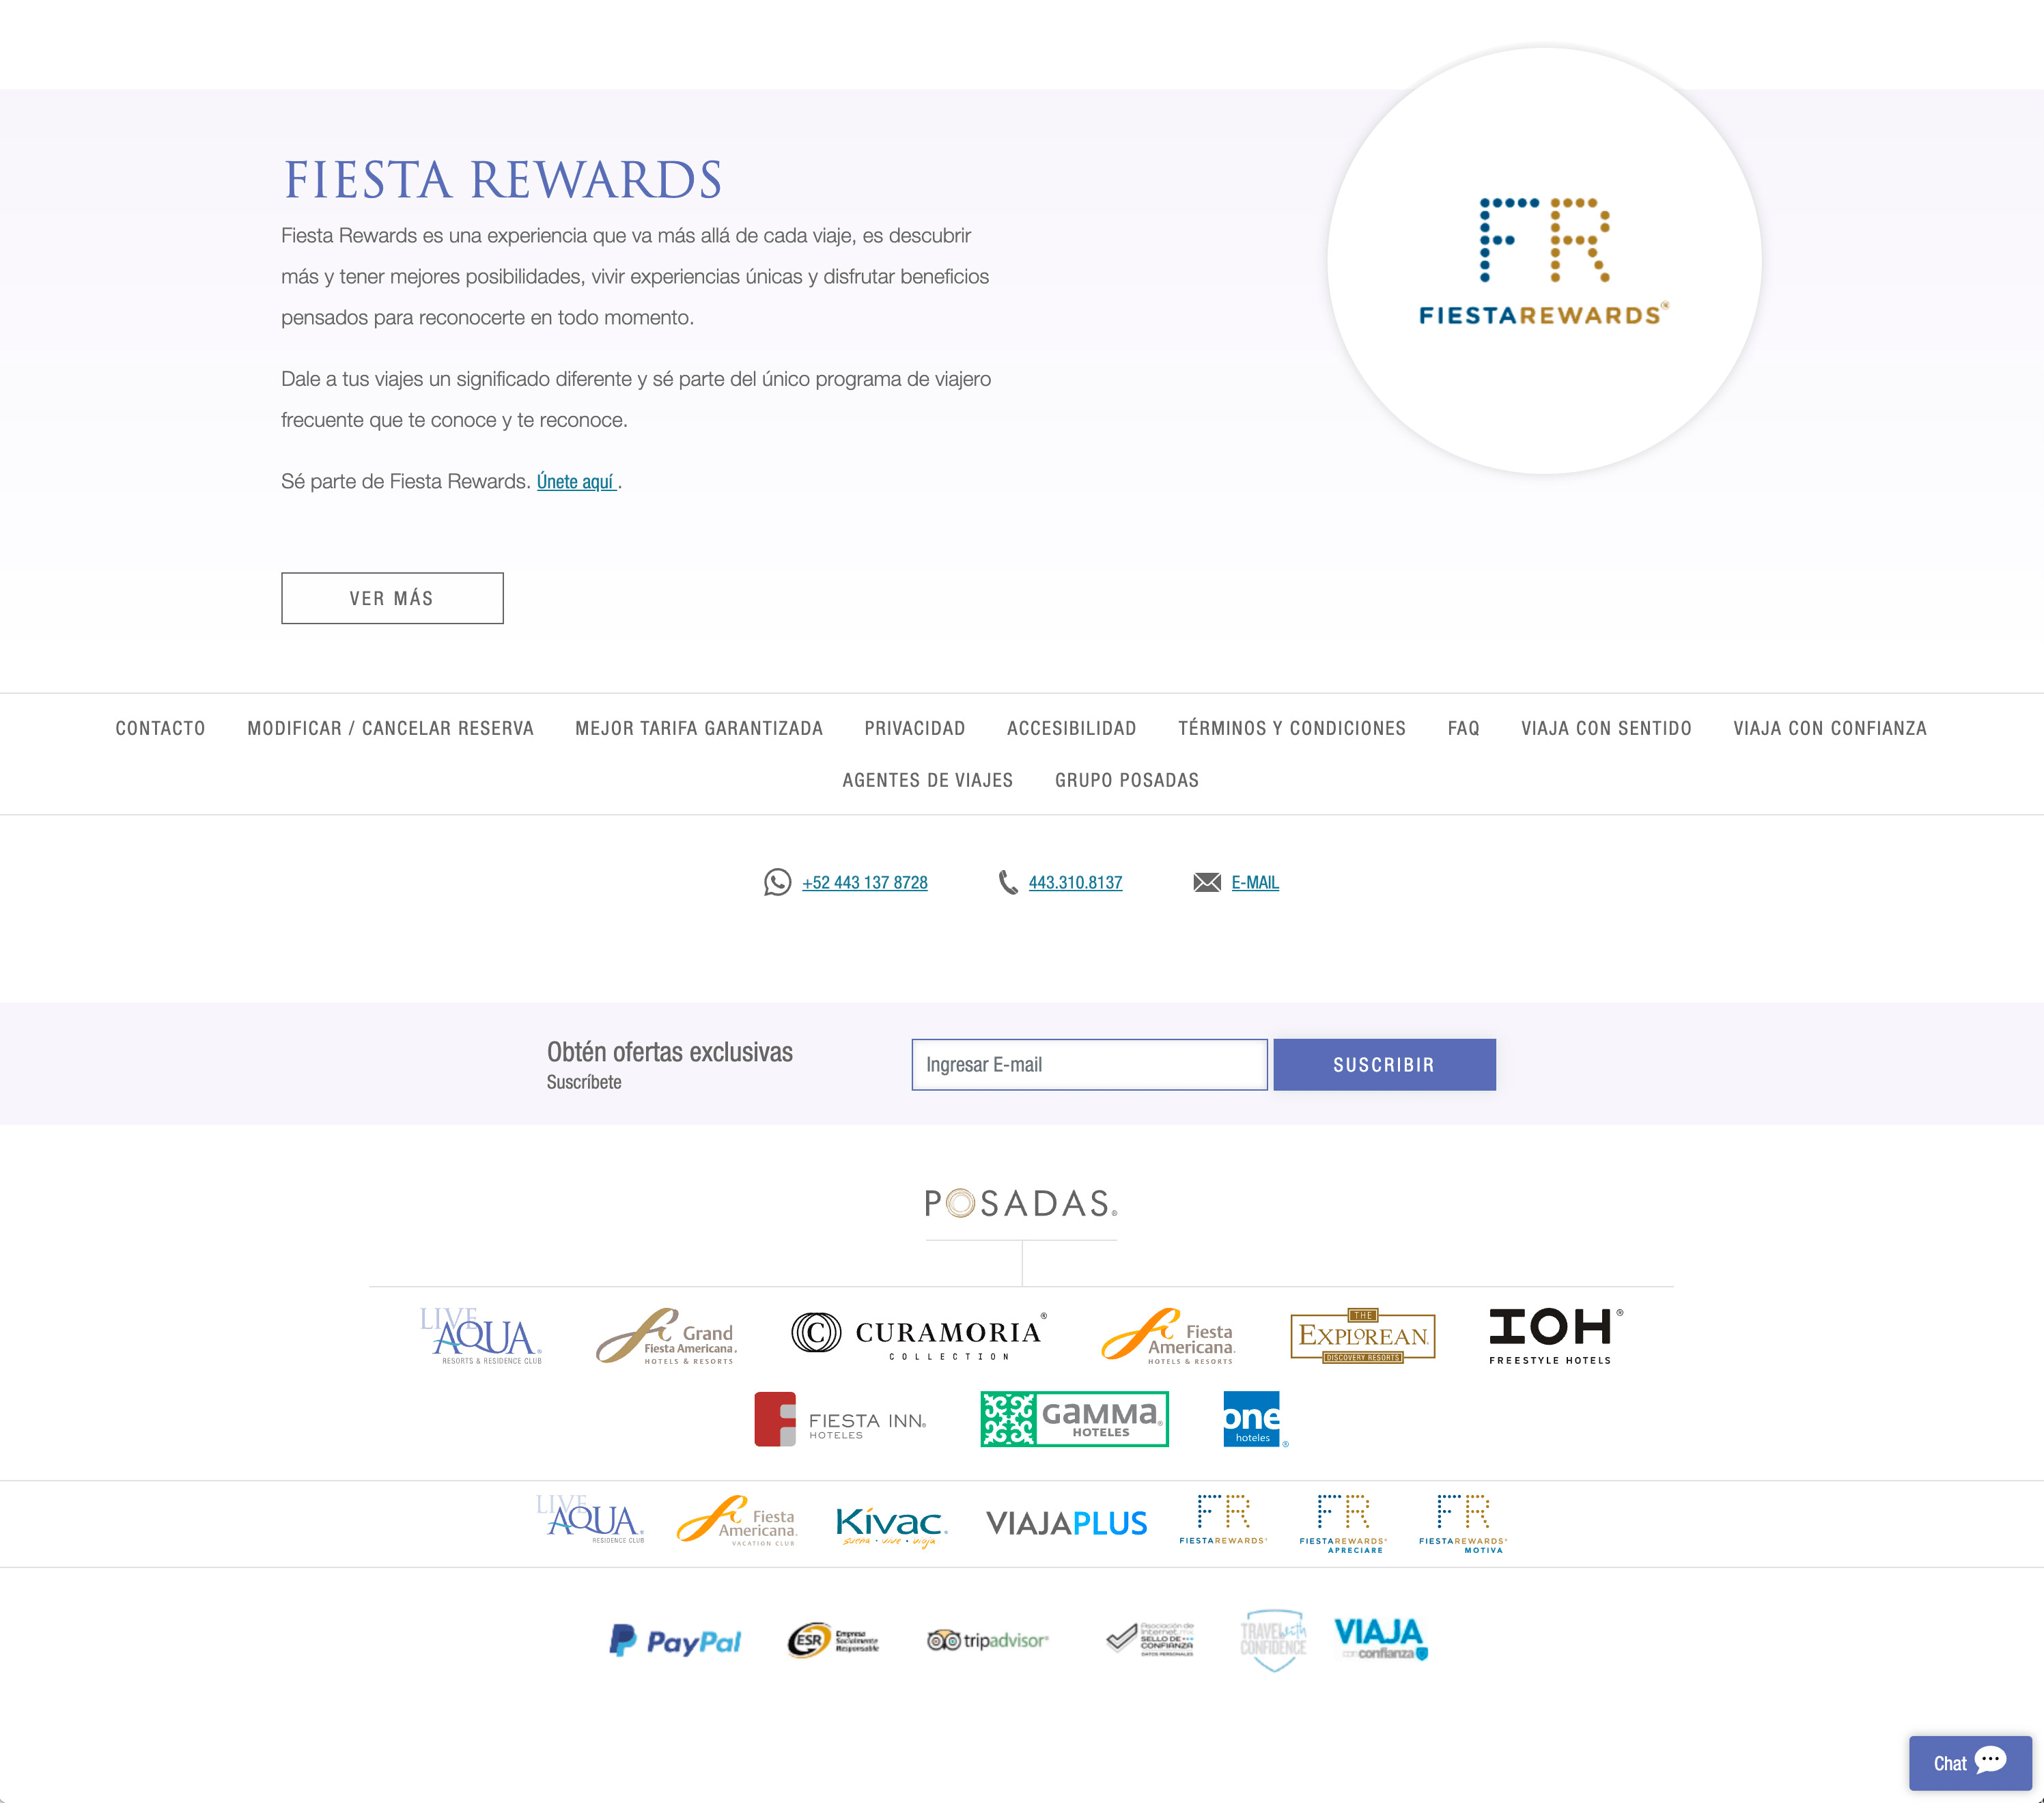 FIESTA REWARDS
Fiesta Rewards es una experiencia que va más allá de cada viaje, es descubrir
más y tener mejores posibilidades, vivir experiencias únicas y disfrutar beneficios
pensados para reconocerte en todo momento.
Dale a tus viajes un significado diferente y sé parte del único programa de viajero
frecuente que te conoce y te reconoce.
Sé parte de Fiesta Rewards. Únete aquí .
VER MÁS
FR
FIESTAREWARDS®
CONTACTO MODIFICAR / CANCELAR RESERVA MEJOR TARIFA GARANTIZADA PRIVACIDAD ACCESIBILIDAD TÉRMINOS Y CONDICIONES FAQ VIAJA CON SENTIDO VIAJA CON CONFIANZA
AGENTES DE VIAJES GRUPO POSADAS
+52 443 137 8728 443.310.8137 E-MAIL
Obtén ofertas exclusivas
Suscríbete
Ingresar E-mail
SUSCRIBIR
POSADAS®
LIVE AQUA®
RESORTS & RESIDENCE CLUB
Grand
Fiesta Americana®
HOTELS & RESORTS
CURAMORIA®
COLLECTION
Fiesta
Americana®
HOTELS & RESORTS
THE
EXPLOREAN
DISCOVERY RESORTS
IOH®
FREESTYLE HOTELS
FIESTA INN®
HOTELES
GAMMA®
HOTELES
one
hoteles®
LIVE AQUA®
RESIDENCE CLUB
Fiesta
Americana®
VACATION CLUB
Kívac®
sueña • vive • viaja
VIAJAPLUS
FR
FIESTAREWARDS®
FR
FIESTAREWARDS®
APRECIARE
FR
FIESTAREWARDS®
MOTIVA
PayPal
ESR
Empresa
Socialmente
Responsable
tripadvisor®
Asociación de
Internet.mx
SELLO DE
CONFIANZA
DATOS PERSONALES
TRAVEL with
CONFIDENCE
VIAJA
con confianza
Chat